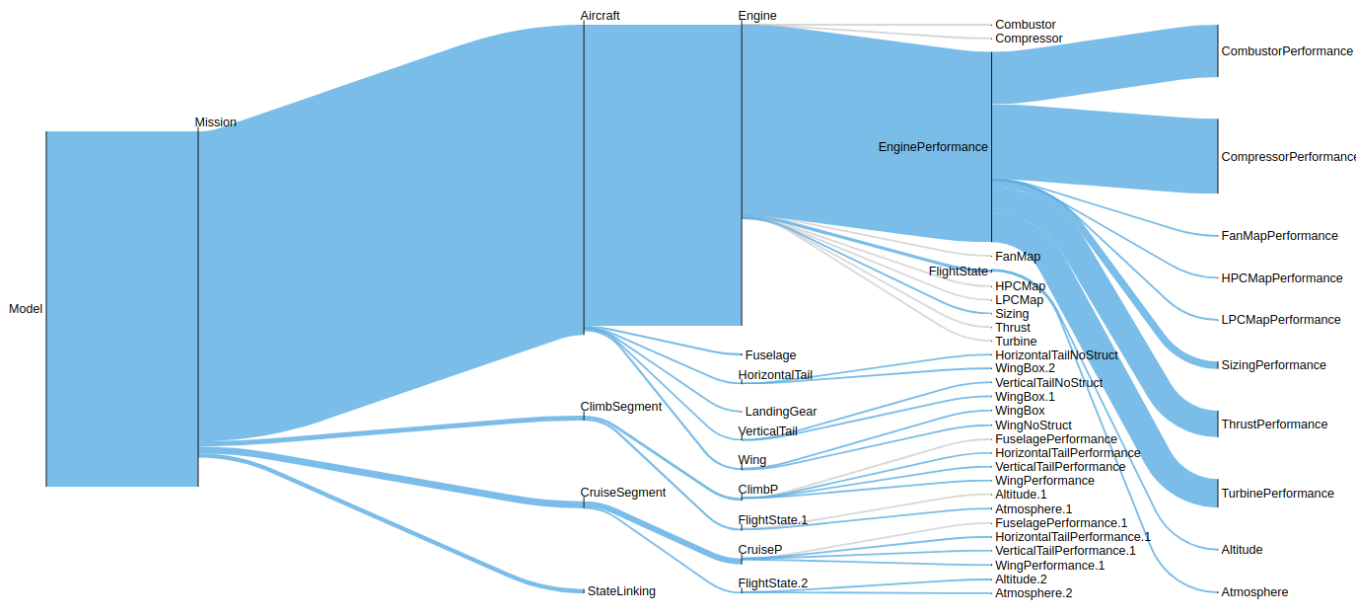 Model
Mission
Aircraft
ClimbSegment
CruiseSegment
StateLinking
Engine
Fuselage
HorizontalTail
LandingGear
VerticalTail
Wing
ClimbP
FlightState.1
CruiseP
FlightState.2
Combustor
Compressor
EnginePerformance
FanMap
FlightState
HPCMap
LPCMap
Sizing
Thrust
Turbine
HorizontalTailNoStruct
WingBox.2
VerticalTailNoStruct
WingBox.1
WingBox
WingNoStruct
FuselagePerformance
HorizontalTailPerformance
VerticalTailPerformance
WingPerformance
Altitude.1
Atmosphere.1
FuselagePerformance.1
HorizontalTailPerformance.1
VerticalTailPerformance.1
WingPerformance.1
Altitude.2
Atmosphere.2
CombustorPerformance
CompressorPerformance
FanMapPerformance
HPCMapPerformance
LPCMapPerformance
SizingPerformance
ThrustPerformance
TurbinePerformance
Altitude
Atmosphere